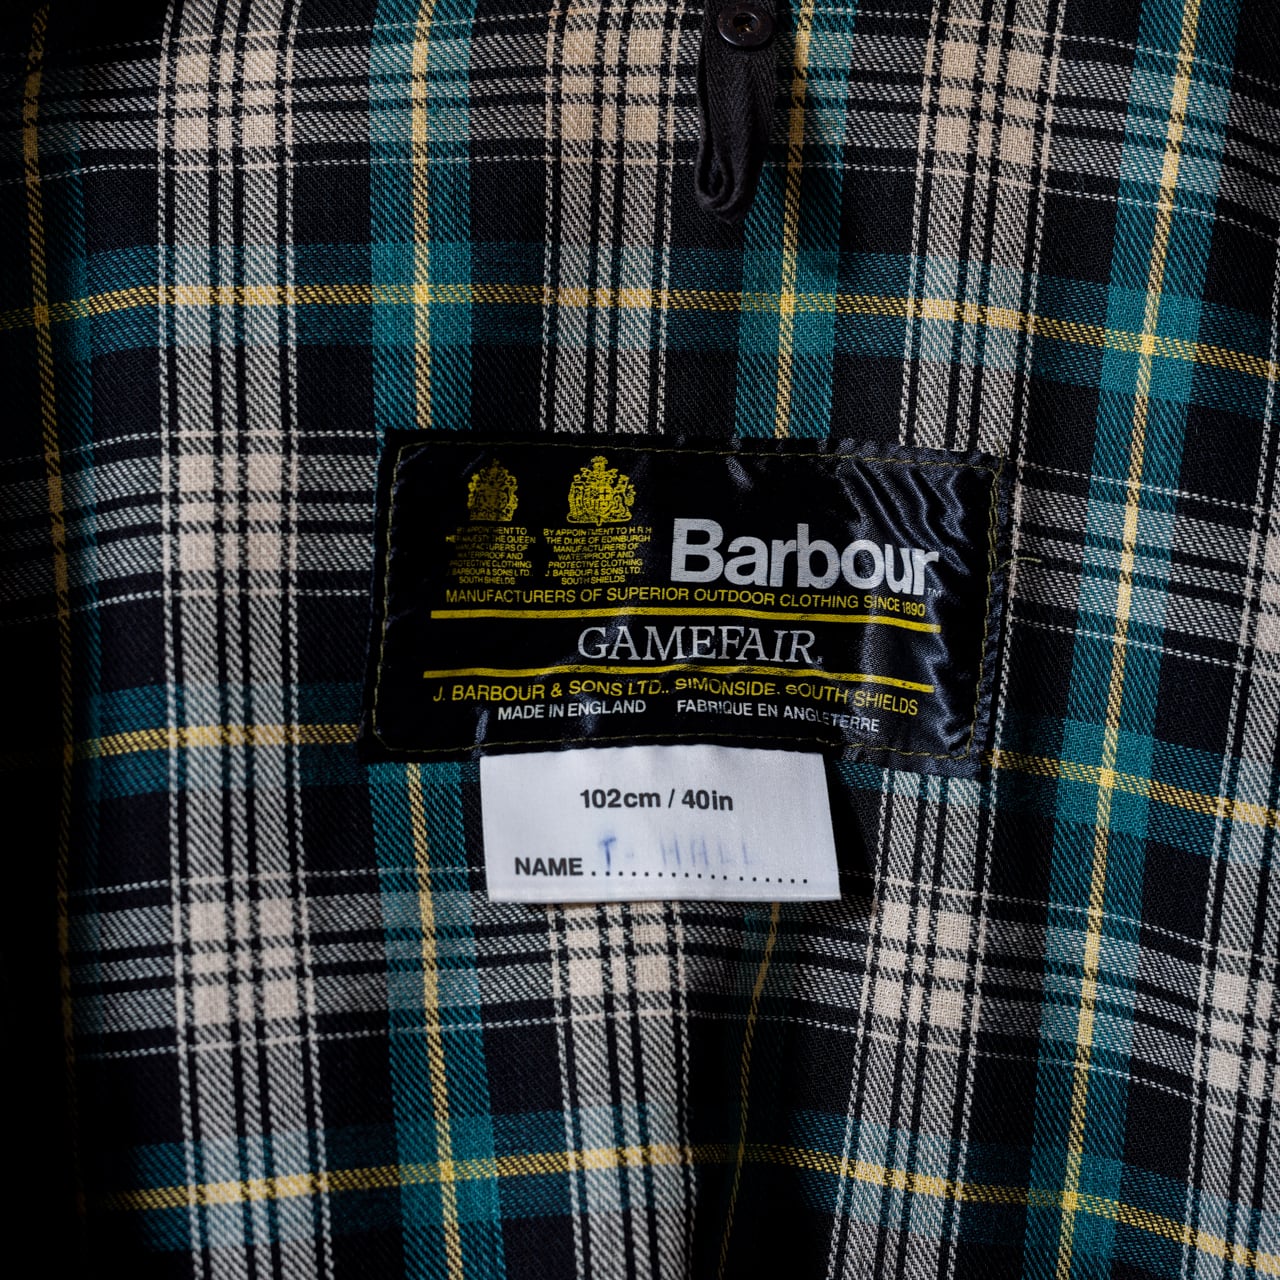 BY APPOINTMENT TO
HER MAJESTY THE QUEEN
MANUFACTURERS OF
WATERPROOF AND
PROTECTIVE CLOTHING
BARBOUR & SONS LTD.
SOUTH SHIELDS
BY APPOINTMENT TO H R H
THE DUKE OF EDINBURGH
MANUFACTURERS OF
WATERPROOF AND
PROTECTIVE CLOTHING
J. BARBOUR & SONS LTD.
SOUTH SHIELDS
Barbour™
MANUFACTURERS OF SUPERIOR OUTDOOR CLOTHING SINCE 1890
GAMEFAIR.
J. BARBOUR & SONS LTD., SIMONSIDE. SOUTH SHIELDS
MADE IN ENGLAND FABRIQUE EN ANGLETERRE
102cm / 40in
NAME T. HALL